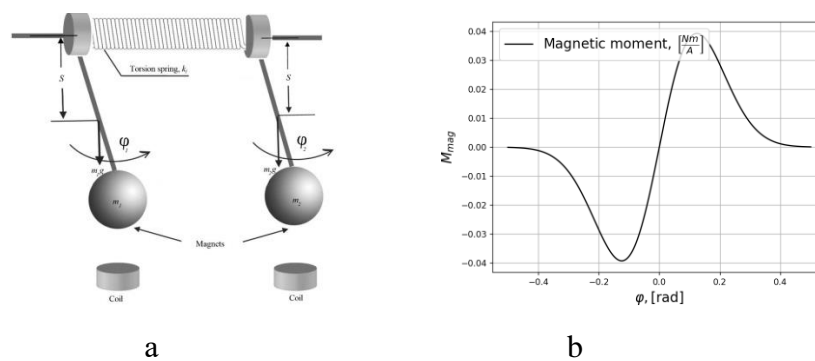 S
Torsion spring, kₜ
S
φ₁
φ₂
m₁g
m₂g
m₁
m₂
Magnets
Coil
Coil
a
Magnetic moment, [Nm/A]
0.04
0.03
0.02
0.01
0.00
−0.01
−0.02
−0.03
−0.04
M_mag
−0.4
−0.2
0.0
0.2
0.4
φ, [rad]
b